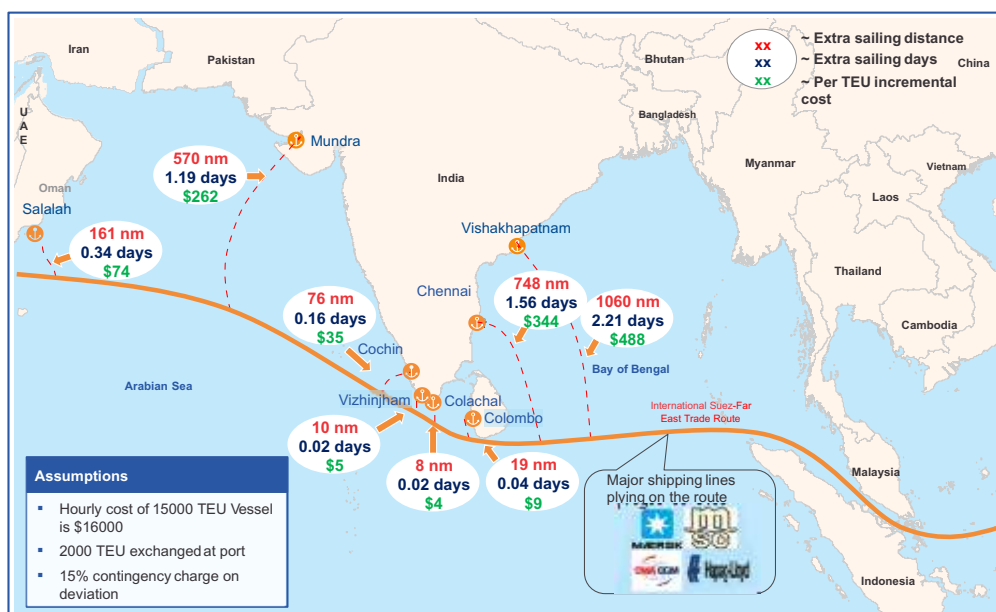 Iran
Pakistan
Bhutan
China
xx
~ Extra sailing distance
xx
~ Extra sailing days
xx
~ Per TEU incremental
cost
U
A
E
Bangladesh
Mundra
570 nm
1.19 days
$262
India
Myanmar
Vietnam
Laos
Oman
Salalah
161 nm
0.34 days
$74
Vishakhapatnam
Thailand
Chennai
748 nm
1.56 days
$344
1060 nm
2.21 days
$488
Cambodia
76 nm
0.16 days
$35
Cochin
Bay of Bengal
Arabian Sea
Vizhinjham
Colachal
Colombo
International Suez-Far
East Trade Route
10 nm
0.02 days
$5
8 nm
0.02 days
$4
19 nm
0.04 days
$9
Malaysia
Indonesia
Major shipping lines
plying on the route
MAERSK
msc
CMA CGM
Hapag-Lloyd
Assumptions
▪ Hourly cost of 15000 TEU Vessel
is $16000
▪ 2000 TEU exchanged at port
▪ 15% contingency charge on
deviation